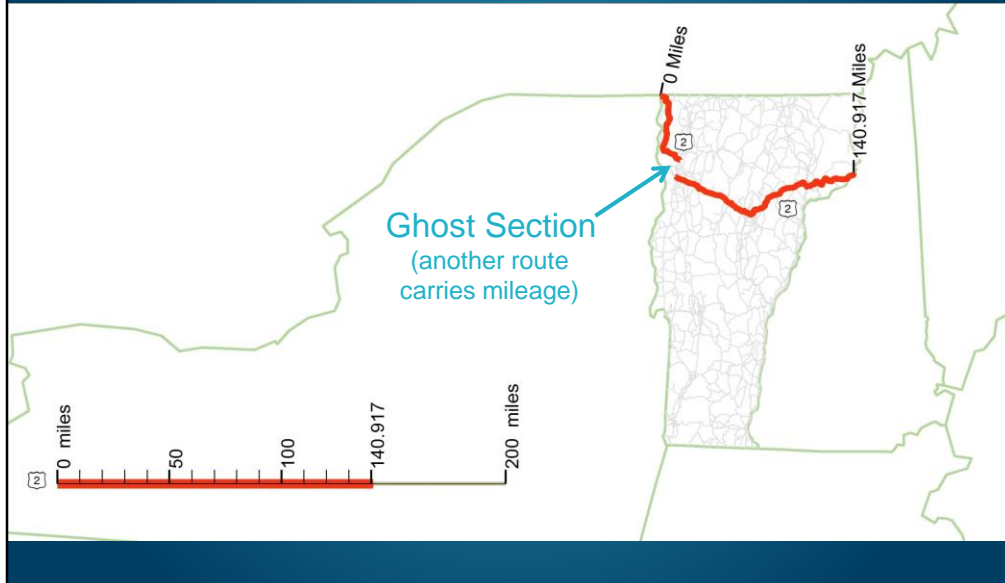 0 Miles
140.917 Miles
2
2
Ghost Section
(another route
carries mileage)
0 miles
50
100
140.917
200 miles
2